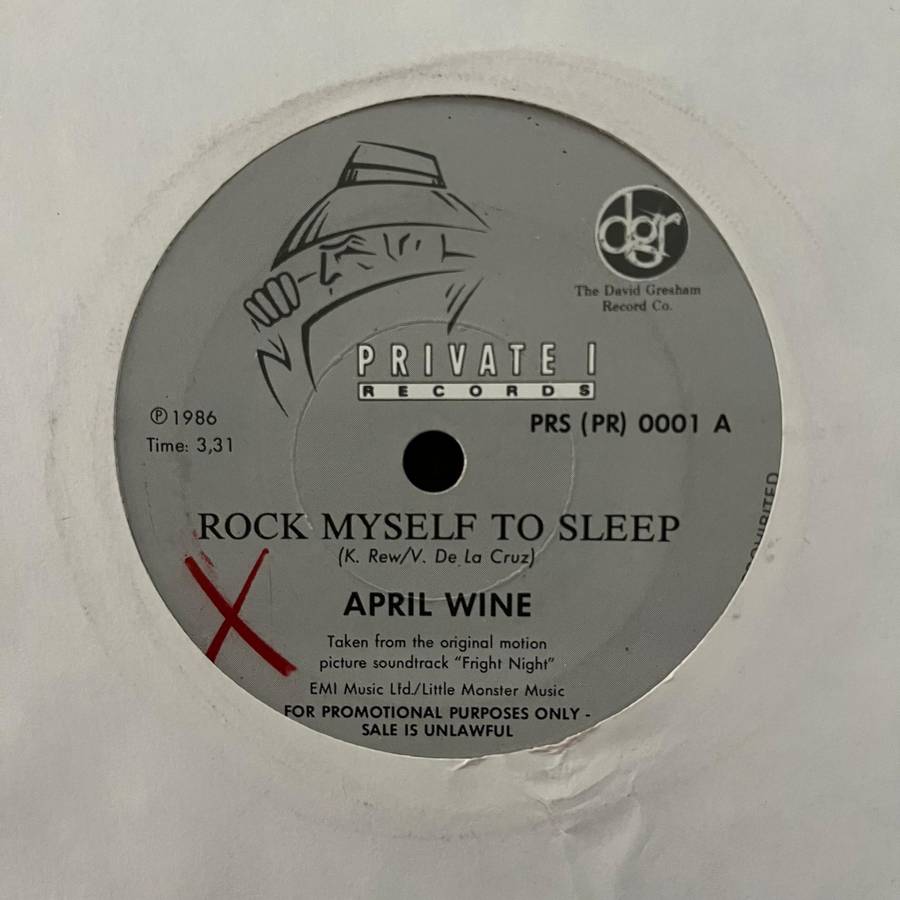 dgr
The David Gresham
Record Co.
PRIVATE I
RECORDS
℗ 1986
Time: 3,31
PRS (PR) 0001 A
ROCK MYSELF TO SLEEP
(K. Rew/V. De La Cruz)
APRIL WINE
Taken from the original motion
picture soundtrack "Fright Night"
EMI Music Ltd./Little Monster Music
FOR PROMOTIONAL PURPOSES ONLY -
SALE IS UNLAWFUL
X